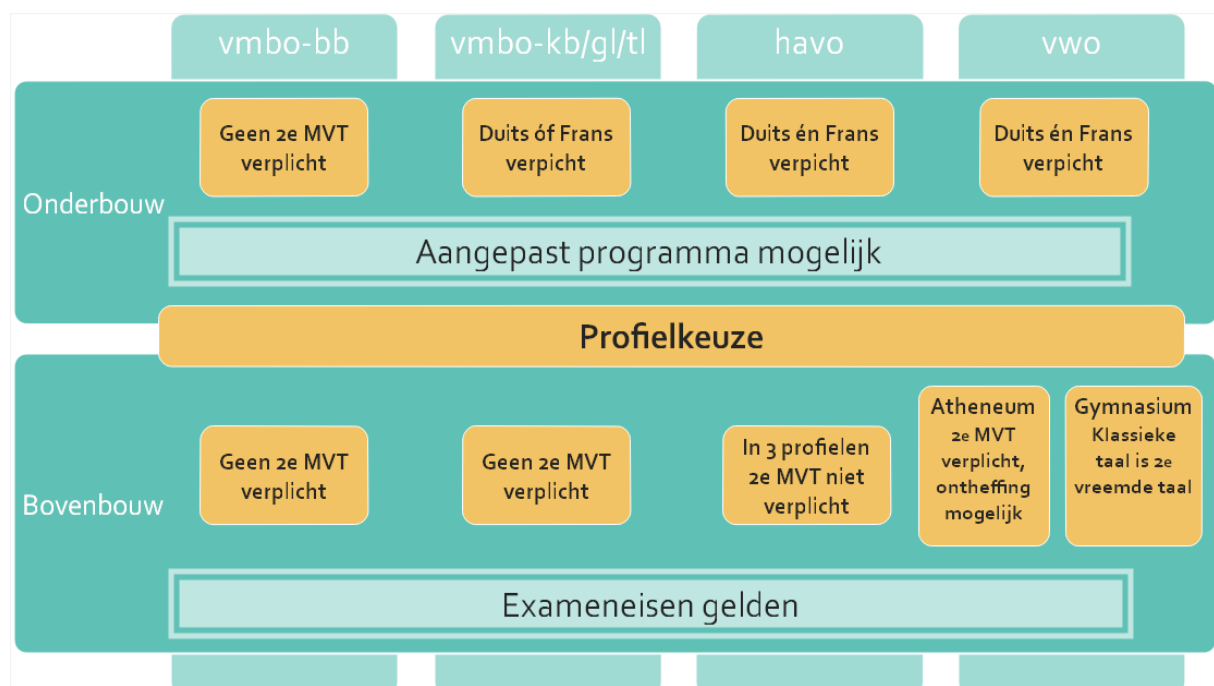 vmbo-bb
vmbo-kb/gl/tl
havo
vwo
Onderbouw
Geen 2e MVT
verplicht
Duits óf Frans
verpicht
Duits én Frans
verpicht
Duits én Frans
verpicht
Aangepast programma mogelijk
Profielkeuze
Bovenbouw
Geen 2e MVT
verplicht
Geen 2e MVT
verplicht
In 3 profielen
2e MVT niet
verplicht
Atheneum
2e MVT
verplicht,
ontheffing
mogelijk
Gymnasium
Klassieke
taal is 2e
vreemde taal
Exameneisen gelden